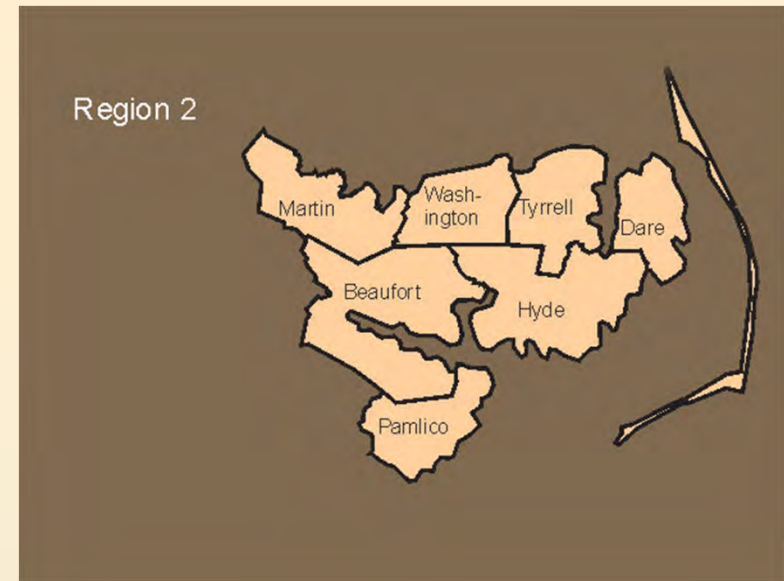 Region 2
Martin
Wash-
ington
Tyrrell
Dare
Beaufort
Hyde
Pamlico